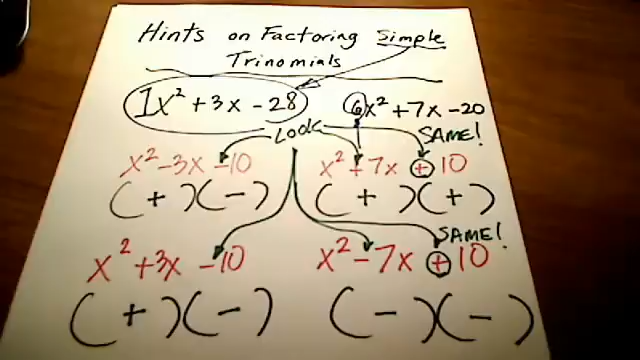 Hints on Factoring Simple
Trinomials
1x² + 3x - 28 6x² + 7x - 20
LOOK SAME!
x² - 3x - 10 x² + 7x + 10
( + )( - ) ( + )( + )
SAME!
x² + 3x - 10 x² - 7x + 10
( + )( - ) ( - )( - )